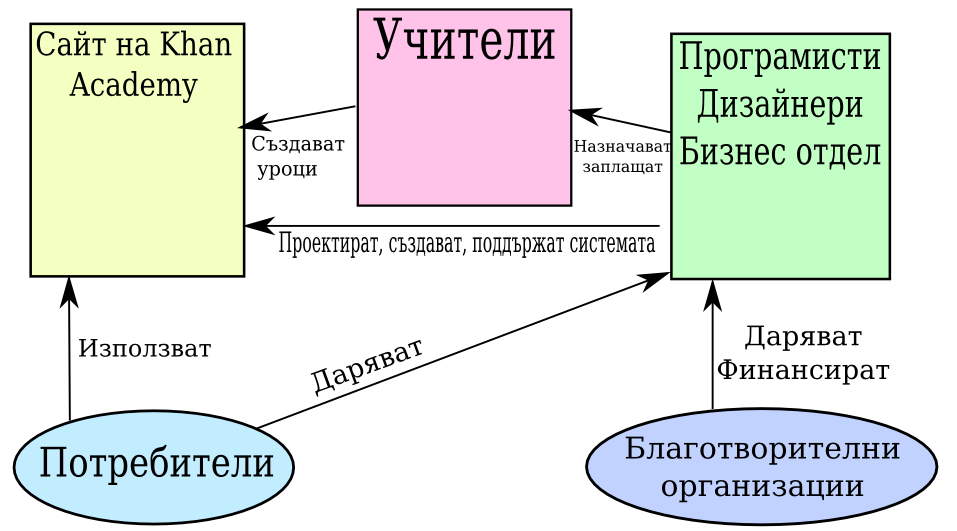 Сайт на Khan
Academy
Учители
Програмисти
Дизайнери
Бизнес отдел
Създават
уроци
Назначават
заплащат
Проектират, създават, поддържат системата
Използват
Даряват
Даряват
Финансират
Потребители
Благотворителни
организации